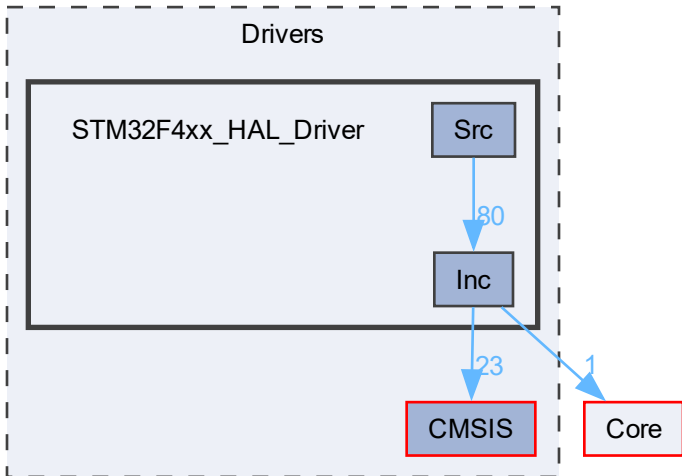 Drivers
STM32F4xx_HAL_Driver
Src
80
Inc
23
1
CMSIS
Core